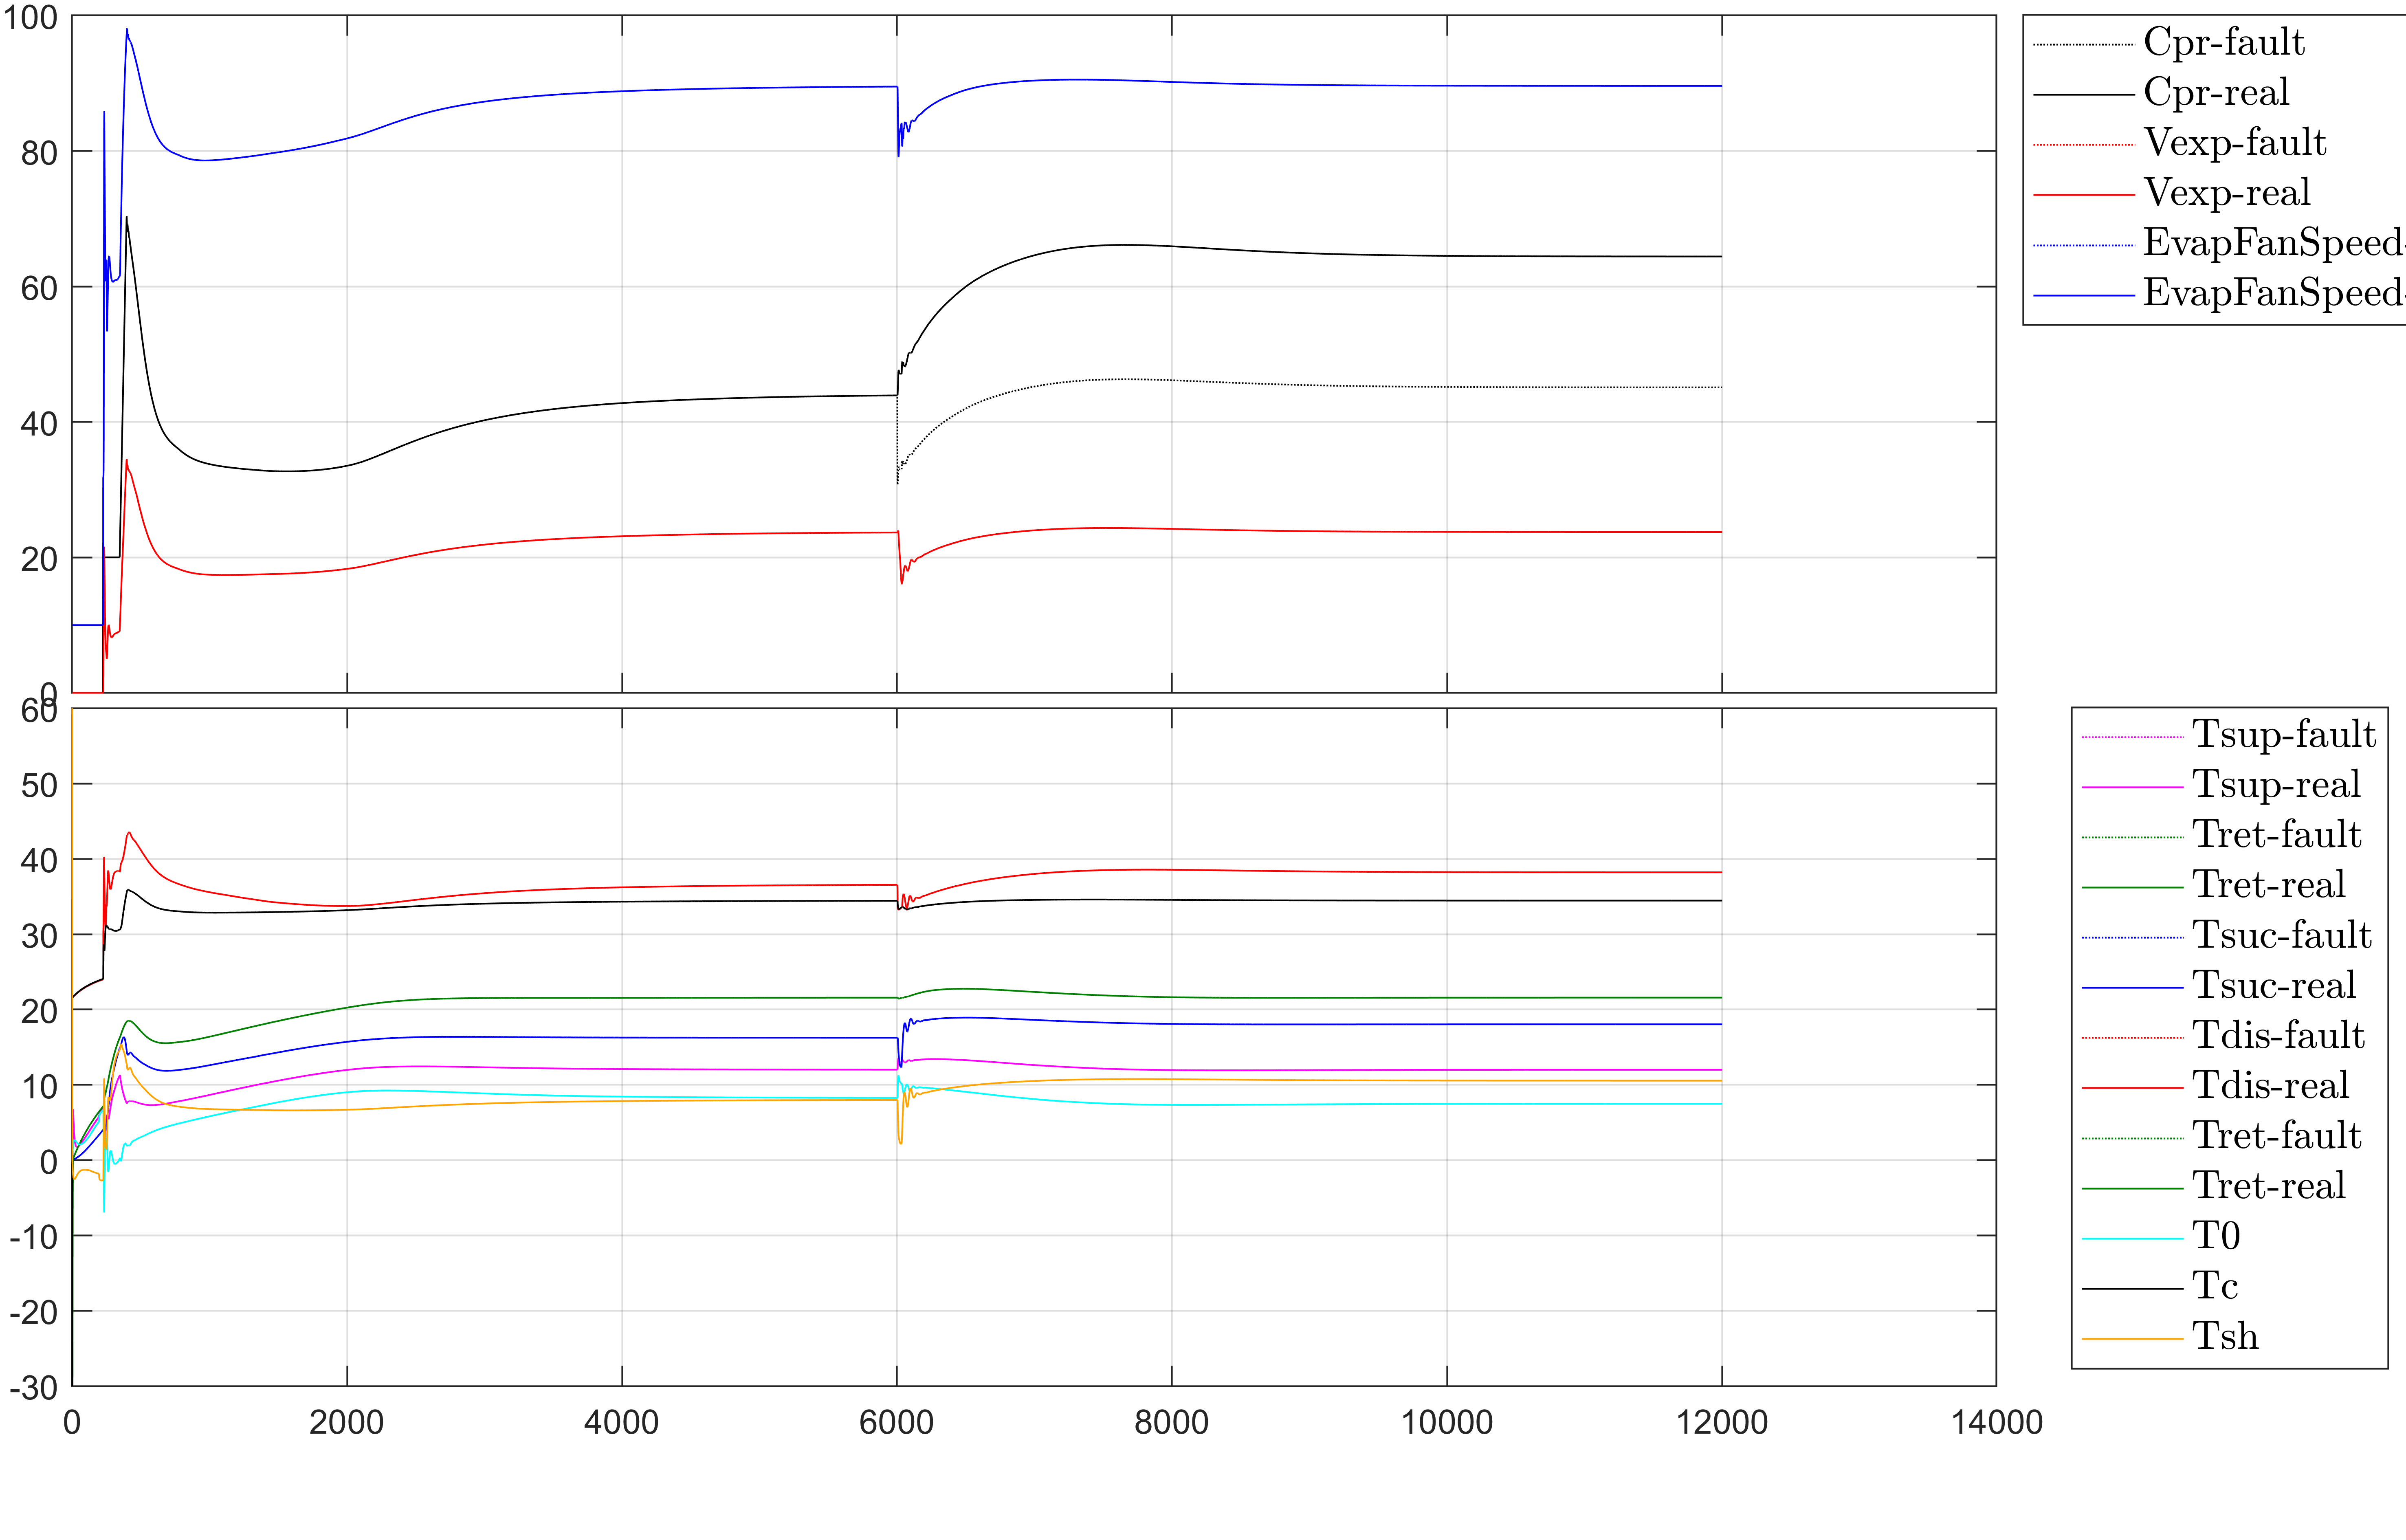 100
80
60
40
20
0
Cpr-fault
Cpr-real
Vexp-fault
Vexp-real
EvapFanSpeed-
EvapFanSpeed-
60
50
40
30
20
10
0
-10
-20
-30
0 2000 4000 6000 8000 10000 12000 14000
Tsup-fault
Tsup-real
Tret-fault
Tret-real
Tsuc-fault
Tsuc-real
Tdis-fault
Tdis-real
Tret-fault
Tret-real
T0
Tc
Tsh